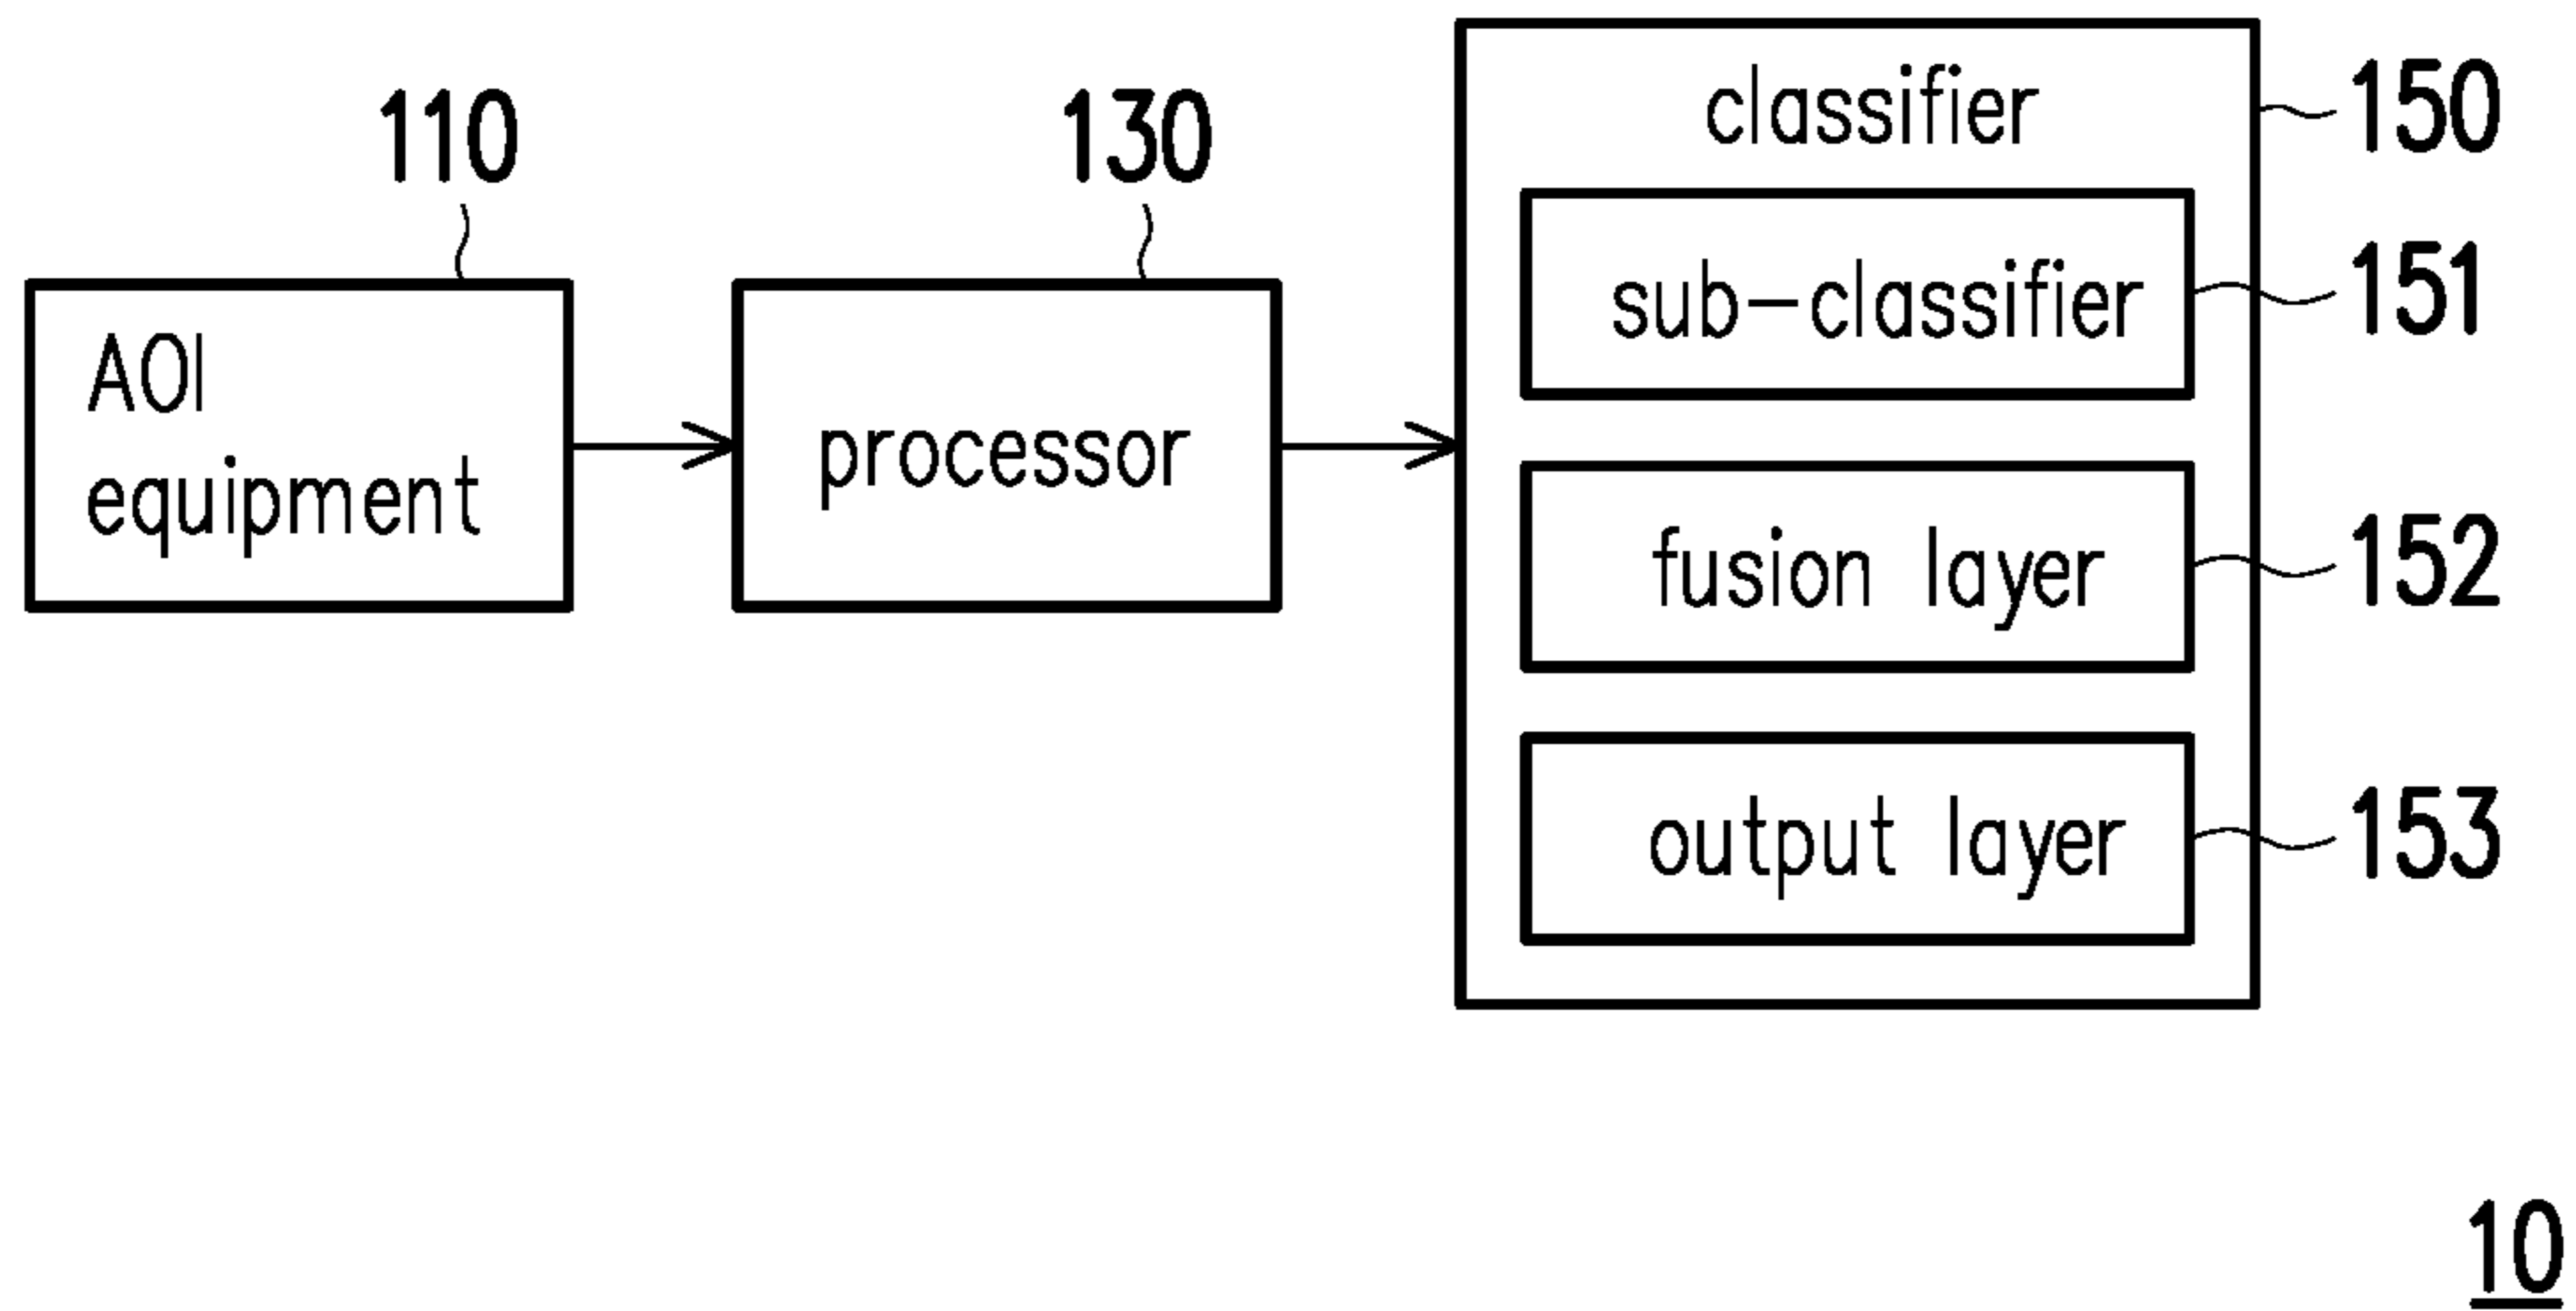 110
AOI
equipment
130
processor
classifier
150
sub-classifier
151
fusion layer
152
output layer
153
10